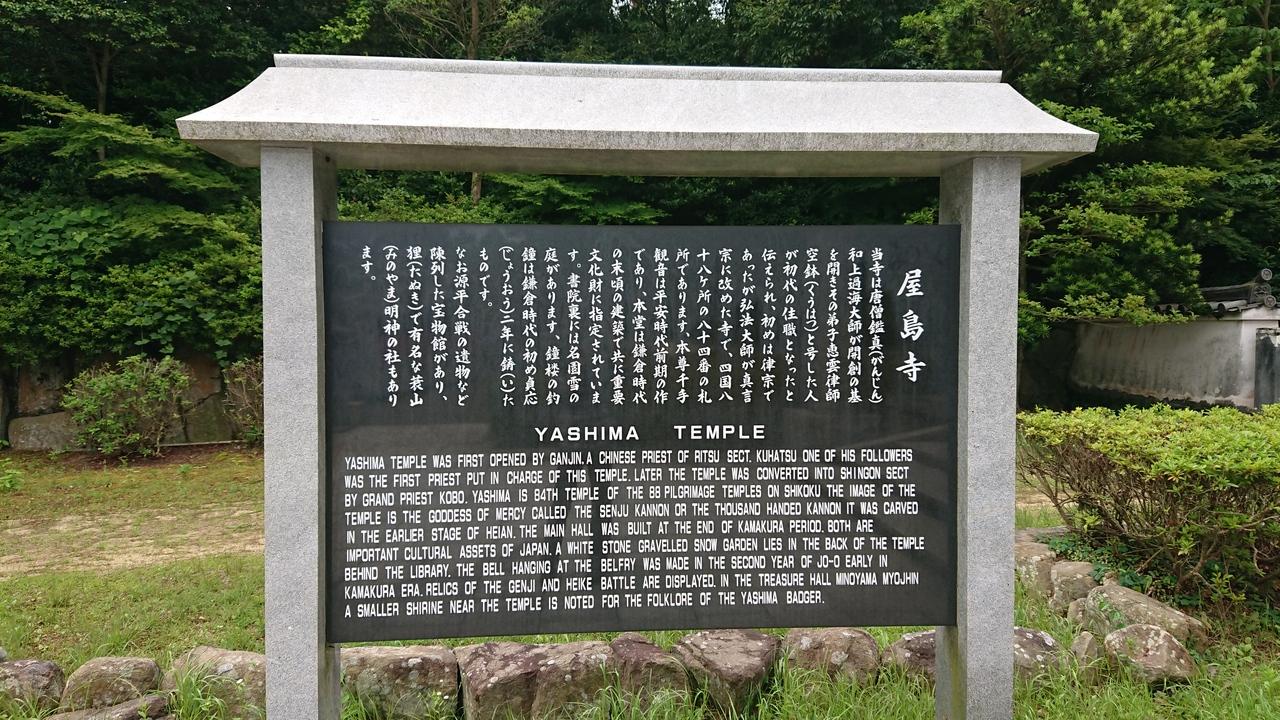 屋島寺
当寺は唐僧鑑真(がんじん)
和上過海大師が開創の基
を開きその弟子恵雲律師
空鉢(くうはつ)と号した人
が初代の住職となったと
伝えられ、初めは律宗で
あったが弘法大師が真言
宗に改めた寺で、四国八
十八ケ所の八十四番の札
所であります、本尊千手
観音は平安時代前期の作
であり、本堂は鎌倉時代
の末頃の建築で共に重要
文化財に指定されていま
す。書院裏には名園雪の
庭があります、鐘楼の釣
鐘は鎌倉時代の初め貞応
(じょうおう)二年に鋳(い)た
ものです。
なお源平合戦の遺物など
陳列した宝物館があり、
狸(たぬき)で有名な蓑山
(みのやま)明神の社もあり
ます。
YASHIMA TEMPLE
YASHIMA TEMPLE WAS FIRST OPENED BY GANJIN. A CHINESE PRIEST OF RITSU SECT. KUHATSU ONE OF HIS FOLLOWERS
WAS THE FIRST PRIEST PUT IN CHARGE OF THIS TEMPLE. LATER THE TEMPLE WAS CONVERTED INTO SHINGON SECT
BY GRAND PRIEST KOBO. YASHIMA IS 84TH TEMPLE OF THE 88 PILGRIMAGE TEMPLES ON SHIKOKU THE IMAGE OF THE
TEMPLE IS THE GODDESS OF MERCY CALLED THE SENJU KANNON OR THE THOUSAND HANDED KANNON IT WAS CARVED
IN THE EARLIER STAGE OF HEIAN. THE MAIN HALL WAS BUILT AT THE END OF KAMAKURA PERIOD. BOTH ARE
IMPORTANT CULTURAL ASSETS OF JAPAN. A WHITE STONE GRAVELLED SNOW GARDEN LIES IN THE BACK OF THE TEMPLE
BEHIND THE LIBRARY. THE BELL HANGING AT THE BELFRY WAS MADE IN THE SECOND YEAR OF JO-O EARLY IN
KAMAKURA ERA. RELICS OF THE GENJI AND HEIKE BATTLE ARE DISPLAYED. IN THE TREASURE HALL MINOYAMA MYOJHIN
A SMALLER SHIRINE NEAR THE TEMPLE IS NOTED FOR THE FOLKLORE OF THE YASHIMA BADGER.